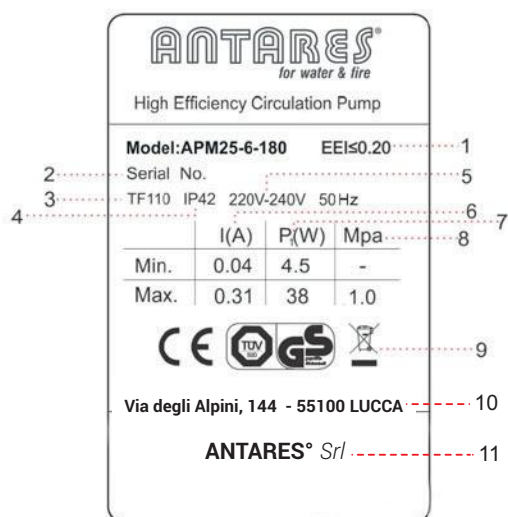 ANTARES®
for water & fire
High Efficiency Circulation Pump
Model:APM25-6-180 EEI≤0.20 1
2 Serial No. 5
3 TF110 IP42 220V-240V 50Hz
4 6
I(A) P₁(W) Mpa 7
8
Min. 0.04 4.5 -
Max. 0.31 38 1.0
CE TÜV SÜD GS 9
Via degli Alpini, 144 - 55100 LUCCA 10
ANTARES° Srl 11